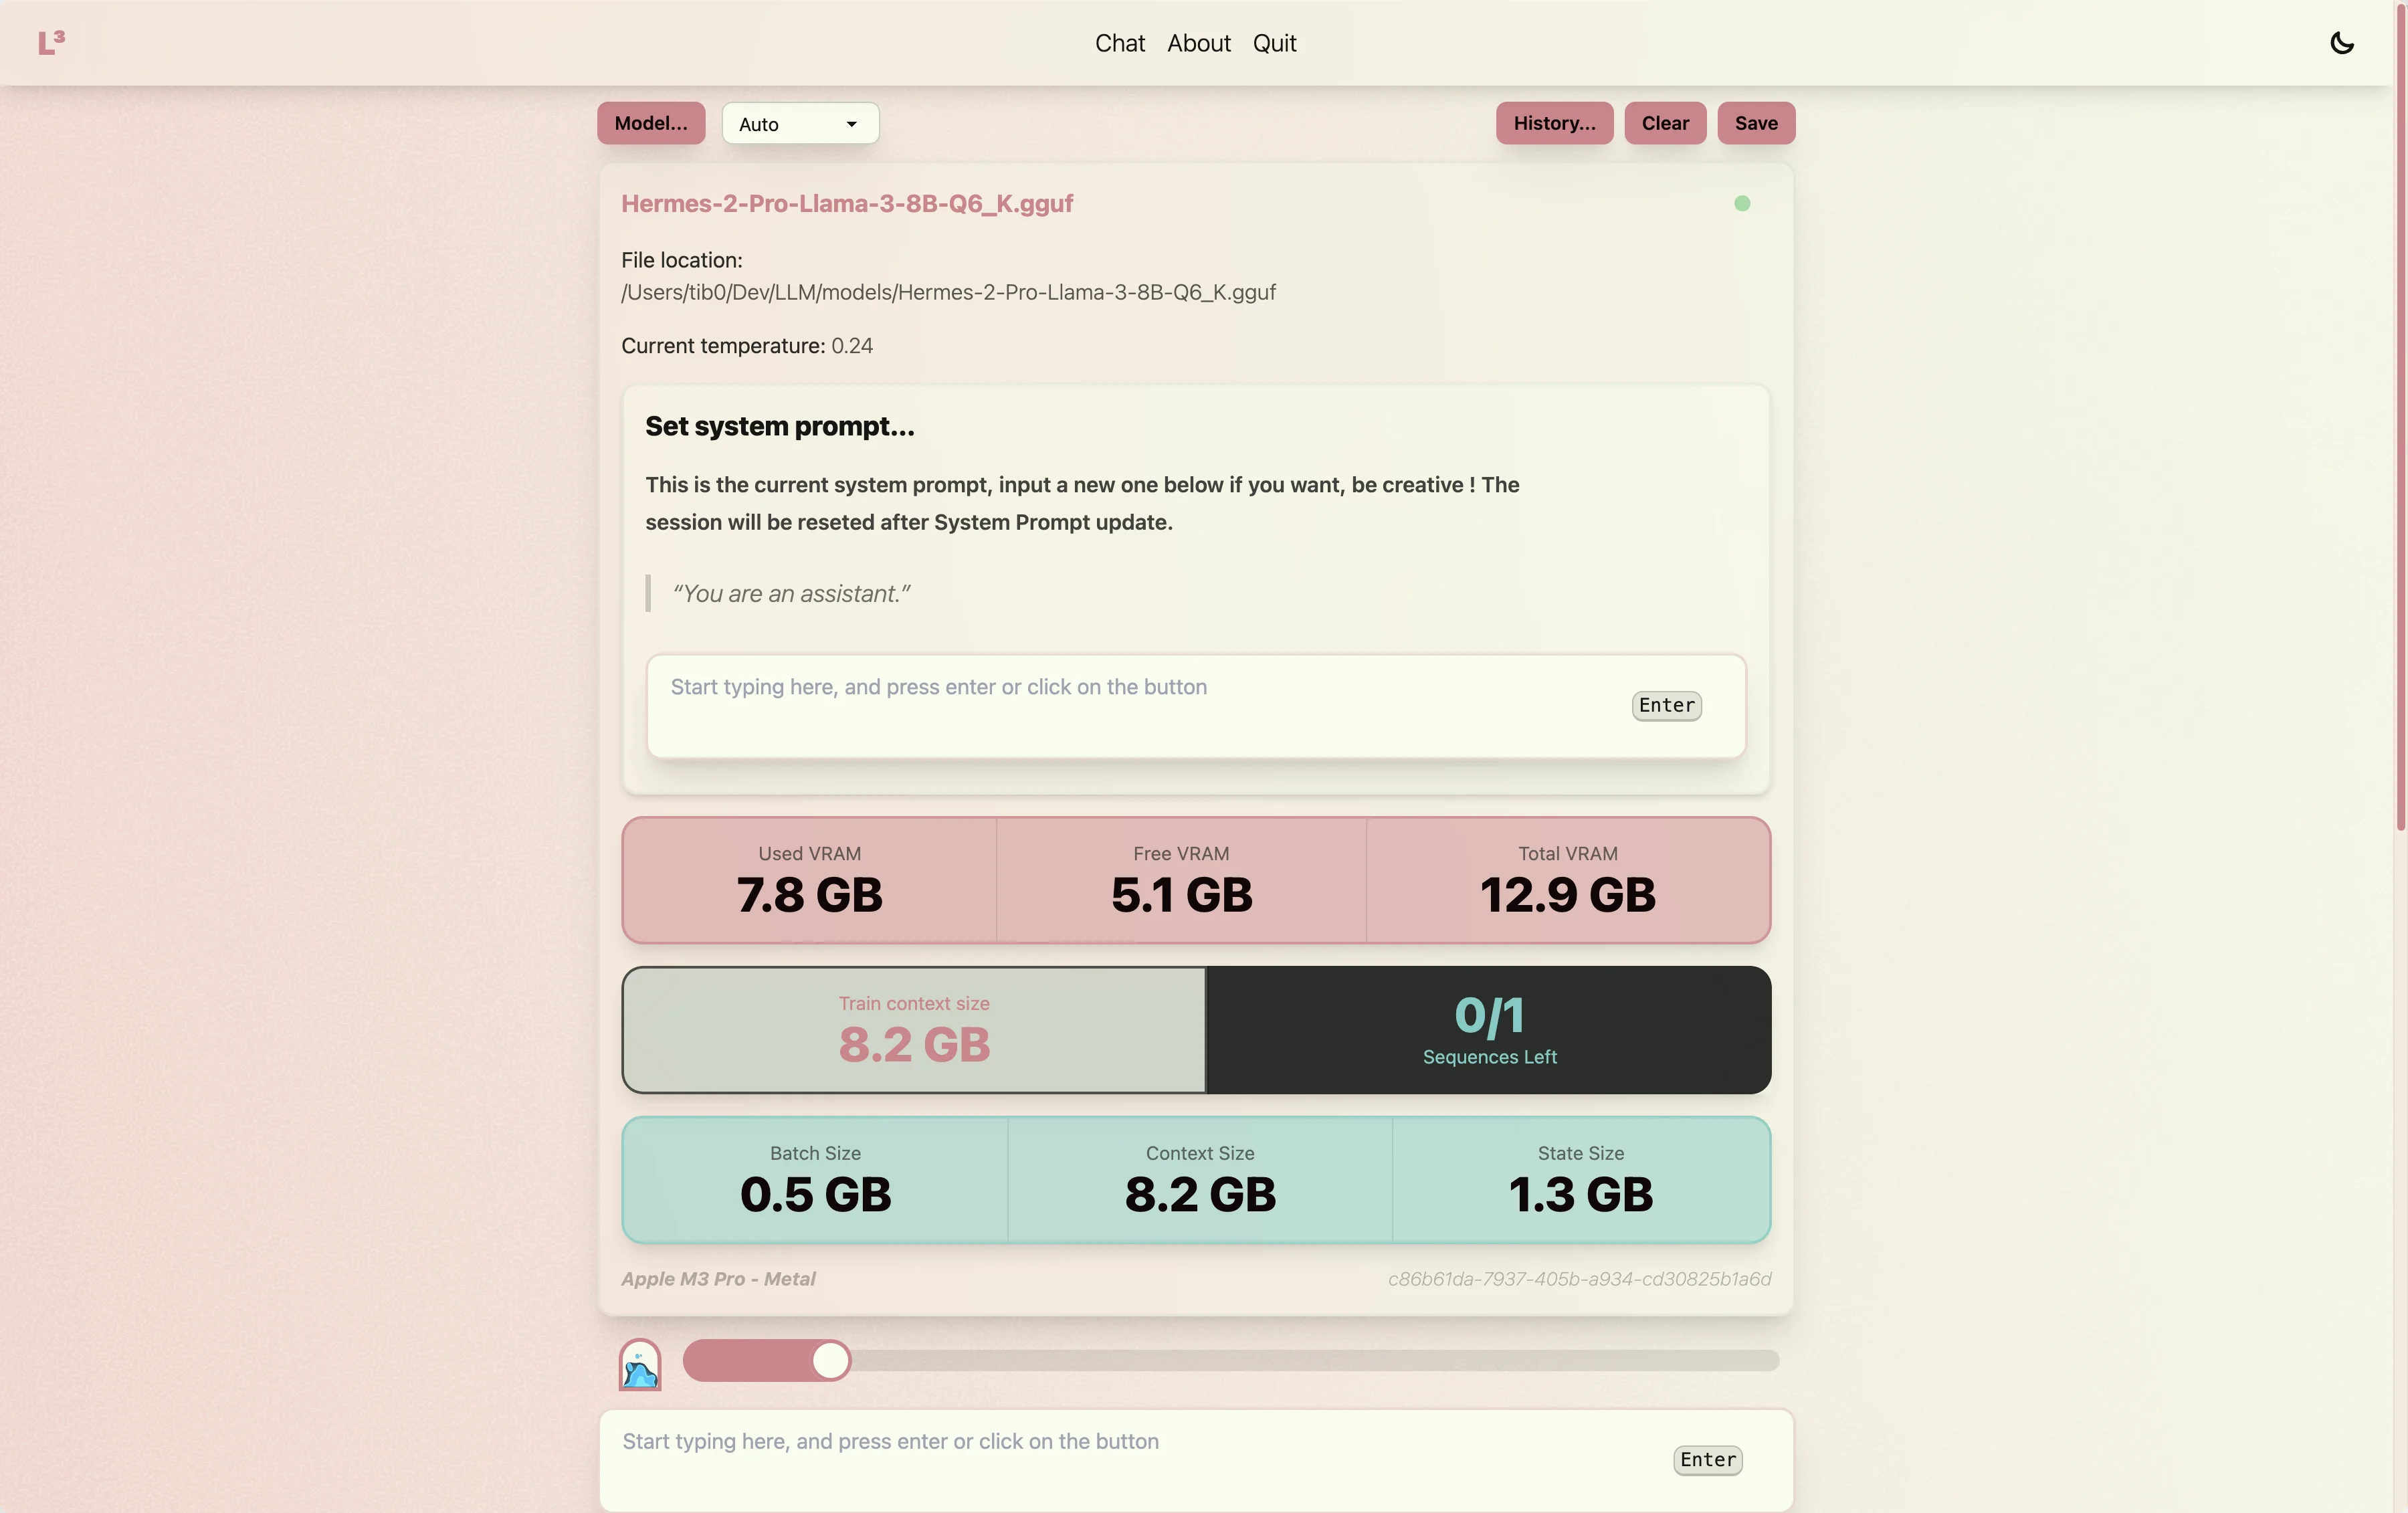 L³
Chat About Quit
Model... Auto History... Clear Save
Hermes-2-Pro-Llama-3-8B-Q6_K.gguf
File location:
/Users/tib0/Dev/LLM/models/Hermes-2-Pro-Llama-3-8B-Q6_K.gguf
Current temperature: 0.24
Set system prompt...
This is the current system prompt, input a new one below if you want, be creative ! The
session will be reseted after System Prompt update.
“You are an assistant.”
Start typing here, and press enter or click on the button
Enter
Used VRAM
7.8 GB
Free VRAM
5.1 GB
Total VRAM
12.9 GB
Train context size
8.2 GB
0/1
Sequences Left
Batch Size
0.5 GB
Context Size
8.2 GB
State Size
1.3 GB
Apple M3 Pro - Metal
c86b61da-7937-405b-a934-cd30825b1a6d
Start typing here, and press enter or click on the button
Enter